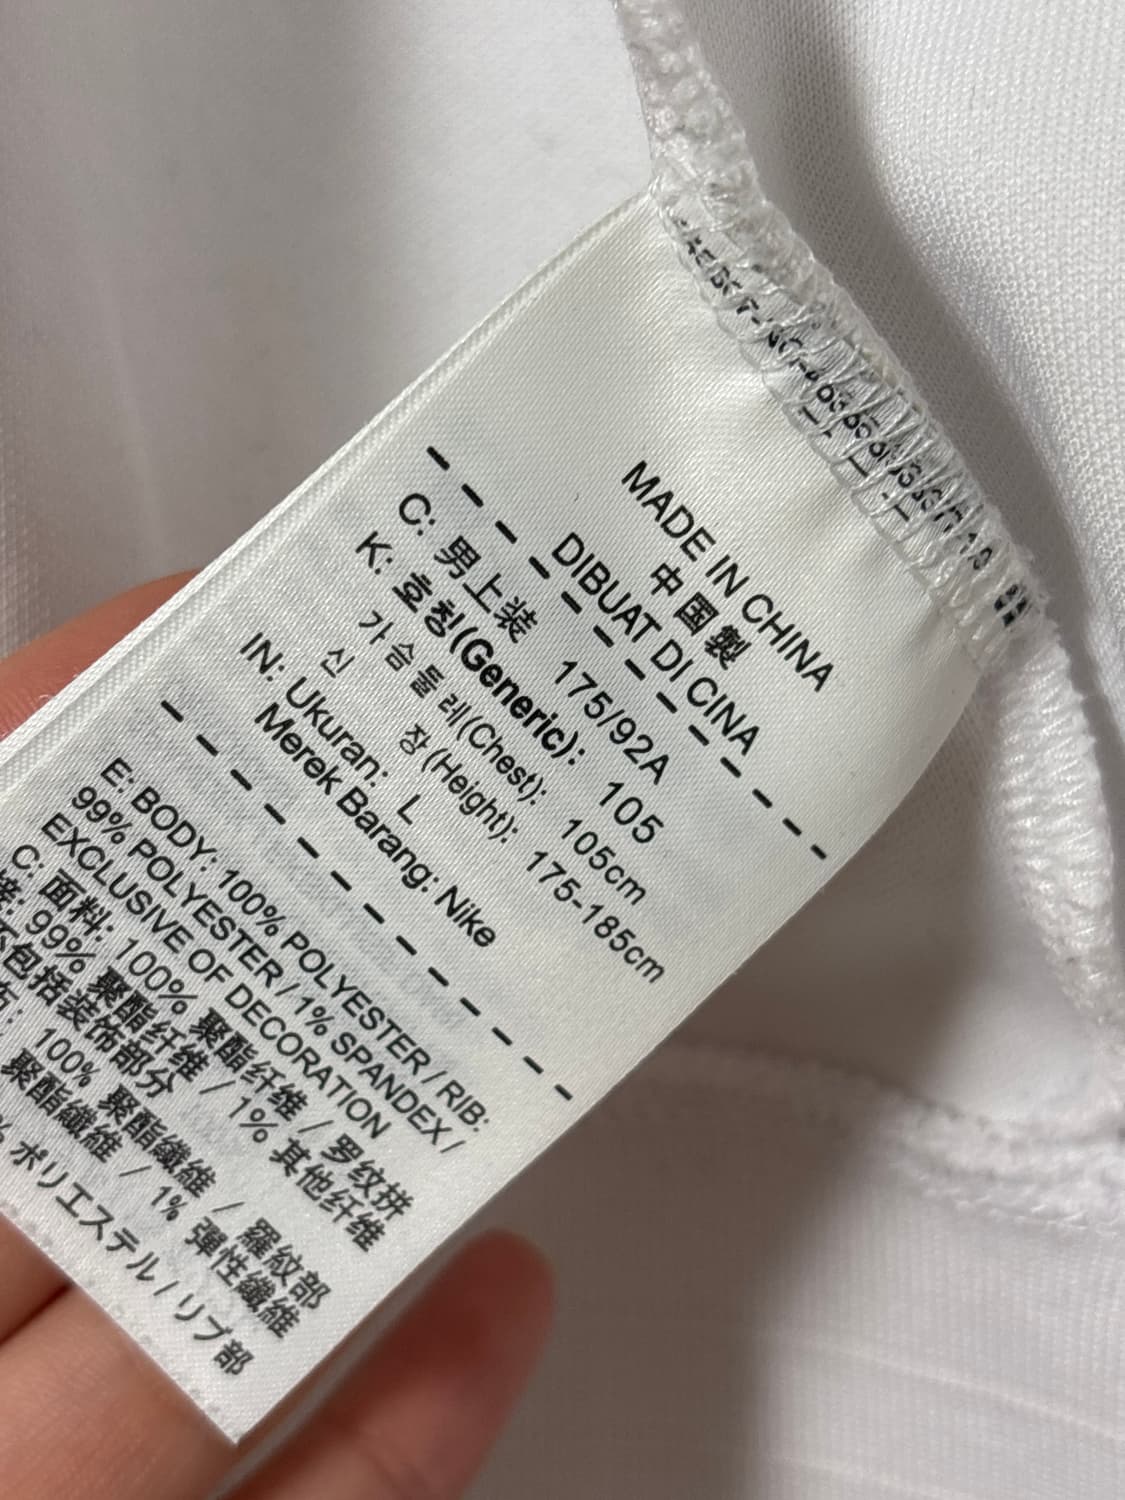 MADE IN CHINA
中国製
DIBUAT DI CINA
C: 男上装 175/92A
K: 호칭(Generic): 105
가슴둘레(Chest): 105cm
신 장(Height): 175-185cm
IN: Ukuran: L
Merek Barang: Nike
E: BODY: 100% POLYESTER / RIB:
99% POLYESTER / 1% SPANDEX /
EXCLUSIVE OF DECORATION
C: 面料: 100% 聚酯纤维 / 罗纹拼
接: 99% 聚酯纤维 / 1% 其他纤维
不包括装饰部分
布: 100% 聚酯纖維 / 羅紋部
聚酯纖維 / 1% 彈性纖維
% ポリエステル / リブ部